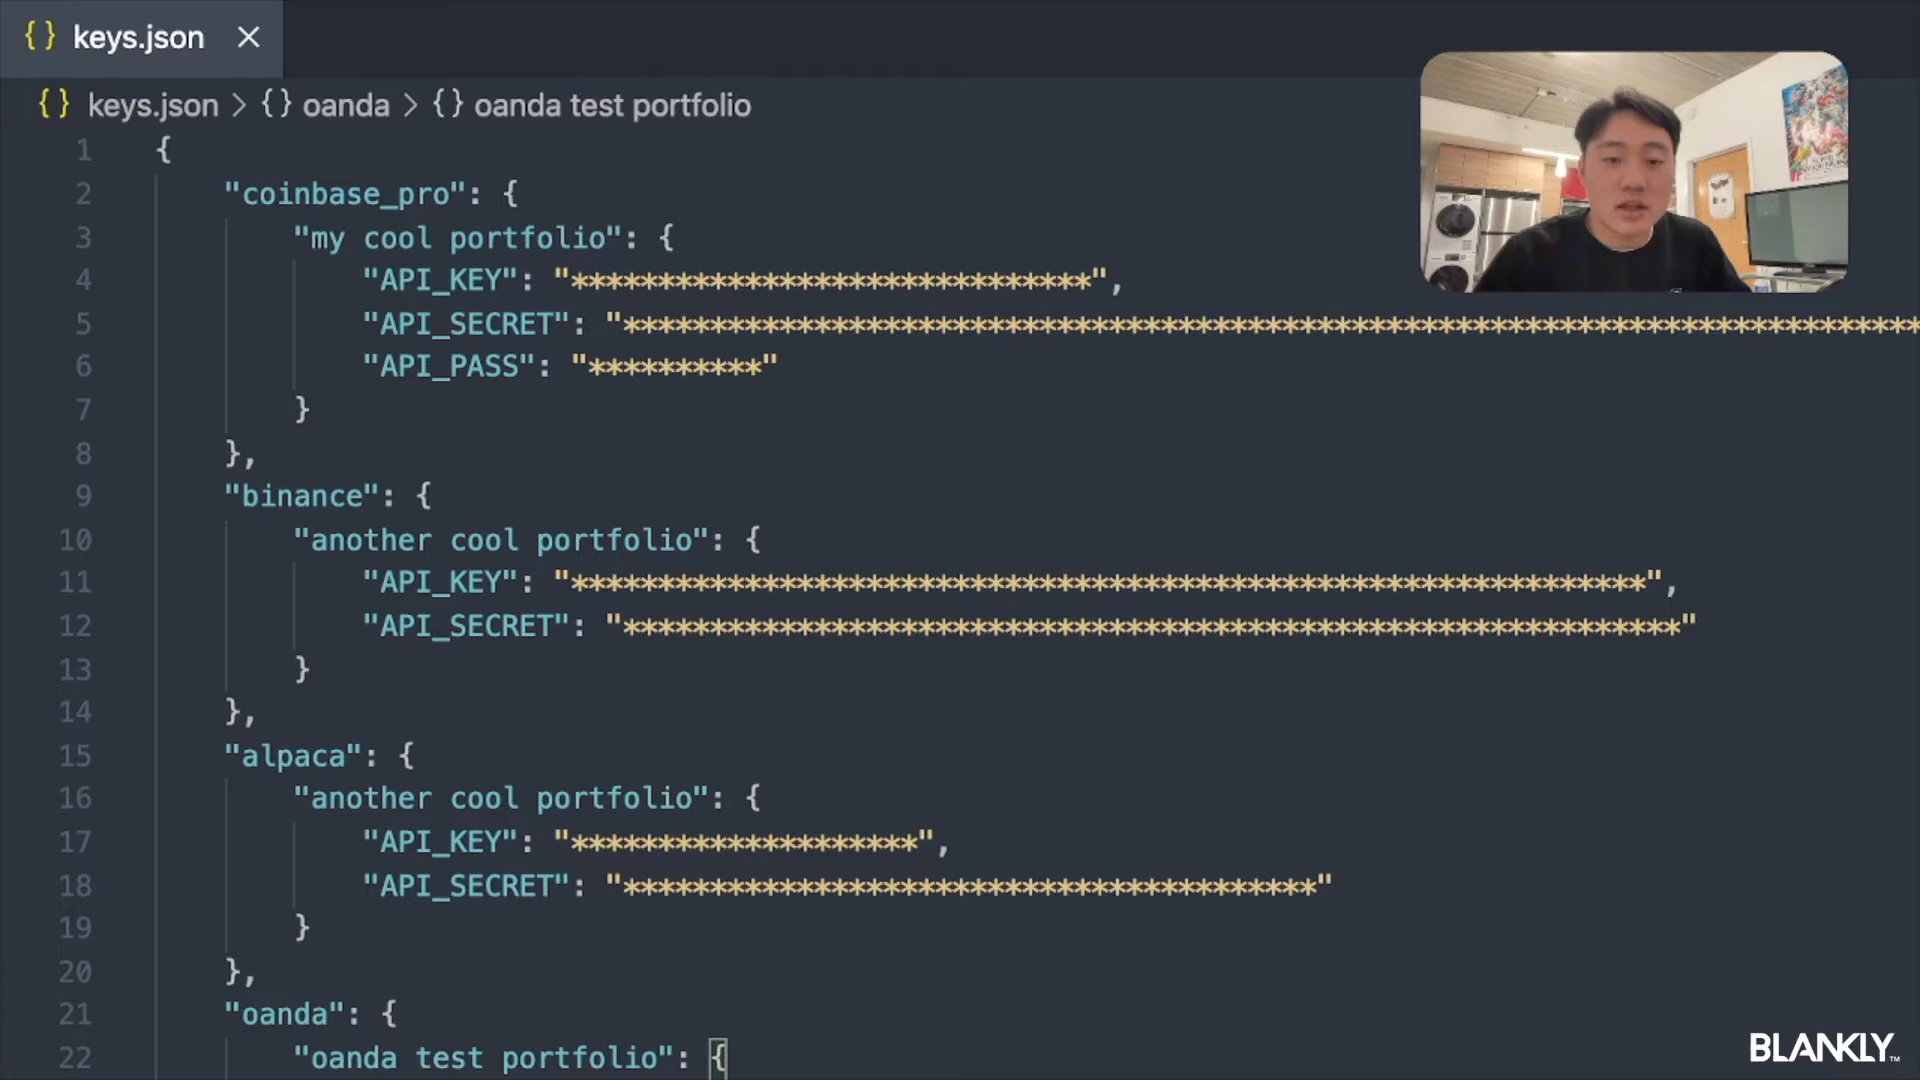 {} keys.json ×
{} keys.json > {} oanda > {} oanda test portfolio
1 {
2 "coinbase_pro": {
3 "my cool portfolio": {
4 "API_KEY": "******************************",
5 "API_SECRET": "***************************************************************************
6 "API_PASS": "**********"
7 }
8 },
9 "binance": {
10 "another cool portfolio": {
11 "API_KEY": "**************************************************************",
12 "API_SECRET": "*************************************************************"
13 }
14 },
15 "alpaca": {
16 "another cool portfolio": {
17 "API_KEY": "********************",
18 "API_SECRET": "****************************************"
19 }
20 },
21 "oanda": {
22 "oanda test portfolio": {
BLANKLY™